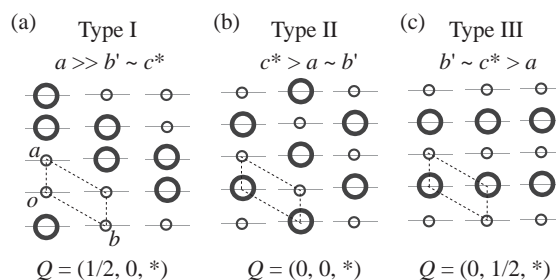 (a) Type I
a >> b' ~ c*
a
o
b
Q = (1/2, 0, *)
(b) Type II
c* > a ~ b'
Q = (0, 0, *)
(c) Type III
b' ~ c* > a
Q = (0, 1/2, *)